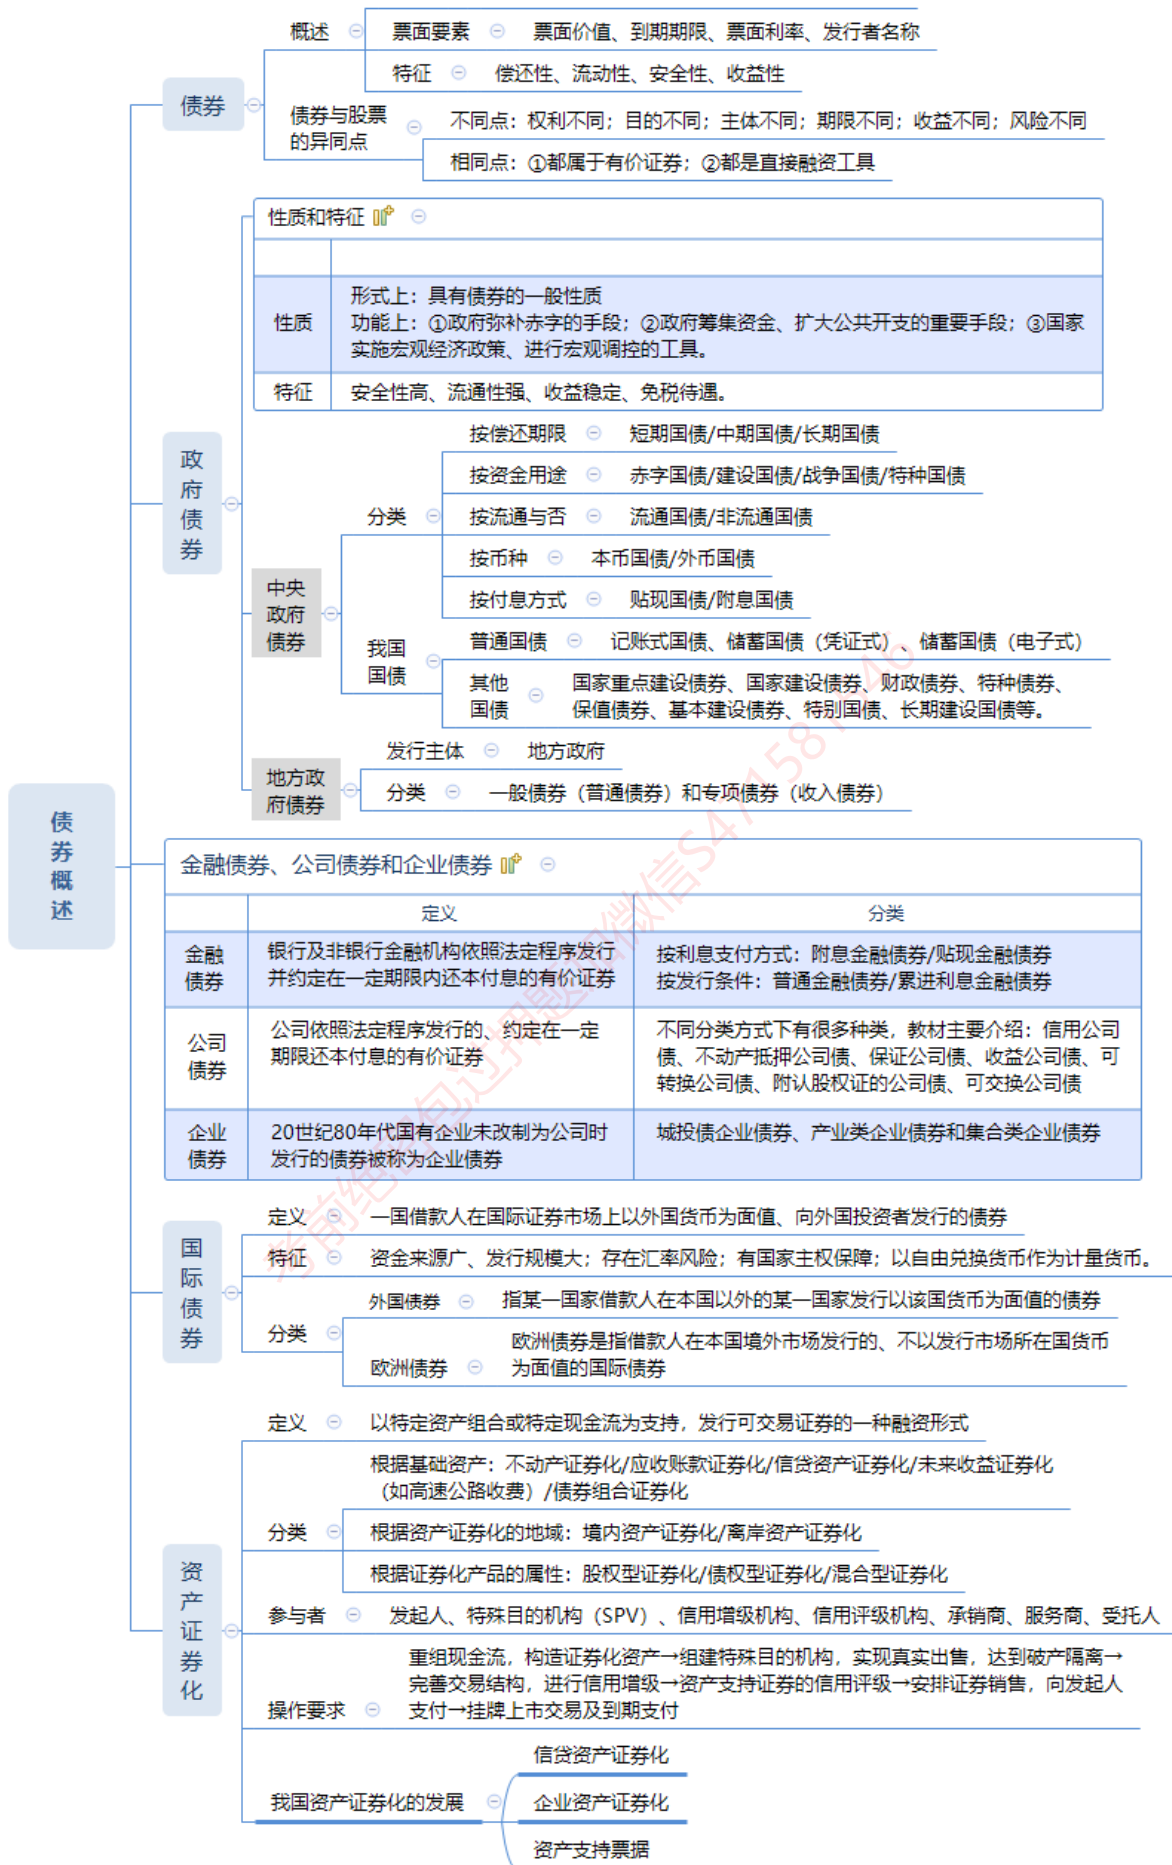 概述
票面要素
票面价值、到期期限、票面利率、发行者名称
特征
偿还性、流动性、安全性、收益性
债券
债券与股票
的异同点
不同点：权利不同；目的不同；主体不同；期限不同；收益不同；风险不同
相同点：①都属于有价证券；②都是直接融资工具
性质和特征
性质
形式上：具有债券的一般性质
功能上：①政府弥补赤字的手段；②政府筹集资金、扩大公共开支的重要手段；③国家
实施宏观经济政策、进行宏观调控的工具。
特征
安全性高、流通性强、收益稳定、免税待遇。
政府债券
中央
政府
债券
分类
按偿还期限
短期国债/中期国债/长期国债
按资金用途
赤字国债/建设国债/战争国债/特种国债
按流通与否
流通国债/非流通国债
按币种
本币国债/外币国债
按付息方式
贴现国债/附息国债
我国
国债
普通国债
记账式国债、储蓄国债（凭证式）、储蓄国债（电子式）
其他
国债
国家重点建设债券、国家建设债券、财政债券、特种债券、
保值债券、基本建设债券、特别国债、长期建设国债等。
地方政
府债券
发行主体
地方政府
分类
一般债券（普通债券）和专项债券（收入债券）
债券概述
金融债券、公司债券和企业债券
定义
分类
金融
债券
银行及非银行金融机构依照法定程序发行
并约定在一定期限内还本付息的有价证券
按利息支付方式：附息金融债券/贴现金融债券
按发行条件：普通金融债券/累进利息金融债券
公司
债券
公司依照法定程序发行的、约定在一定
期限还本付息的有价证券
不同分类方式下有很多种类，教材主要介绍：信用公司
债、不动产抵押公司债、保证公司债、收益公司债、可
转换公司债、附认股权证的公司债、可交换公司债
企业
债券
20世纪80年代国有企业未改制为公司时
发行的债券被称为企业债券
城投债企业债券、产业类企业债券和集合类企业债券
国际债券
定义
一国借款人在国际证券市场上以外国货币为面值、向外国投资者发行的债券
特征
资金来源广、发行规模大；存在汇率风险；有国家主权保障；以自由兑换货币作为计量货币。
分类
外国债券
指某一国家借款人在本国以外的某一国家发行以该国货币为面值的债券
欧洲债券
欧洲债券是指借款人在本国境外市场发行的、不以发行市场所在国货币
为面值的国际债券
资产证券化
定义
以特定资产组合或特定现金流为支持，发行可交易证券的一种融资形式
分类
根据基础资产：不动产证券化/应收账款证券化/信贷资产证券化/未来收益证券化
（如高速公路收费）/债券组合证券化
根据资产证券化的地域：境内资产证券化/离岸资产证券化
根据证券化产品的属性：股权型证券化/债权型证券化/混合型证券化
参与者
发起人、特殊目的机构（SPV）、信用增级机构、信用评级机构、承销商、服务商、受托人
操作要求
重组现金流，构造证券化资产→组建特殊目的机构，实现真实出售，达到破产隔离→
完善交易结构，进行信用增级→资产支持证券的信用评级→安排证券销售，向发起人
支付→挂牌上市交易及到期支付
我国资产证券化的发展
信贷资产证券化
企业资产证券化
资产支持票据